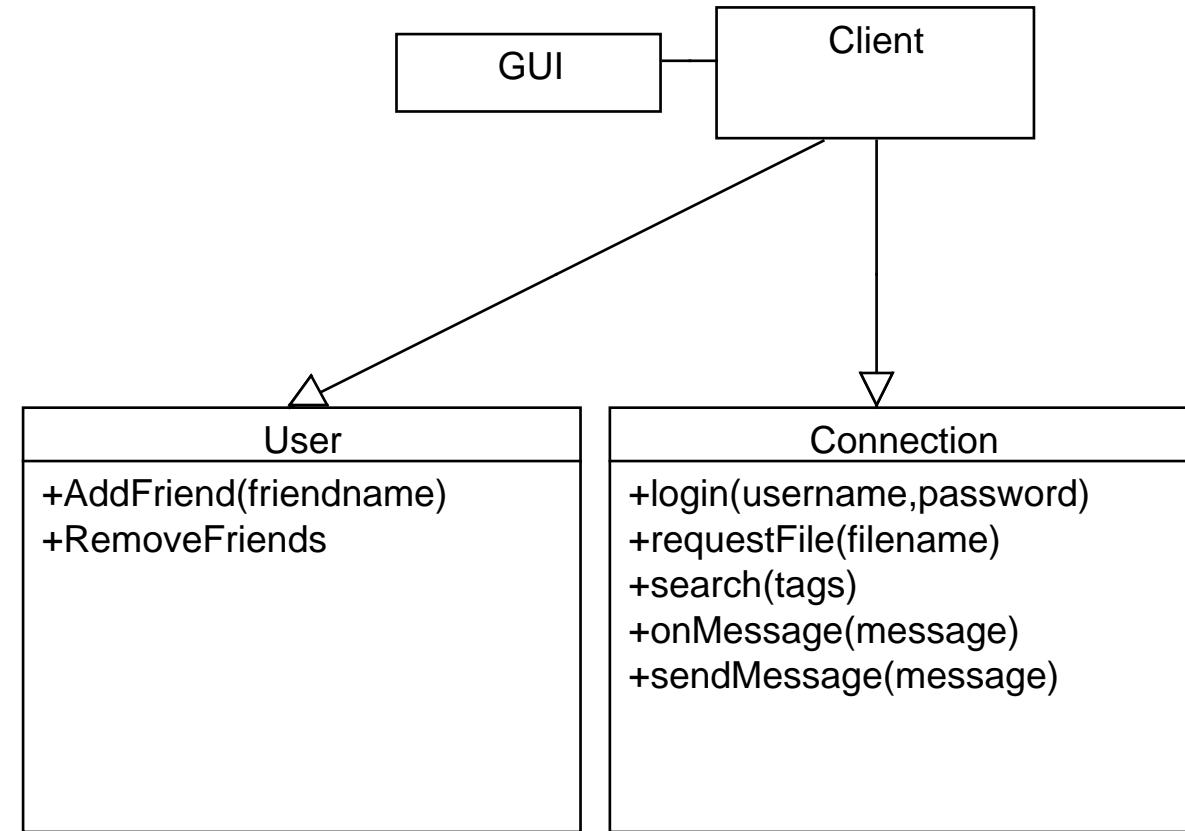 GUI
Client
User
+AddFriend(friendname)
+RemoveFriends
Connection
+login(username,password)
+requestFile(filename)
+search(tags)
+onMessage(message)
+sendMessage(message)